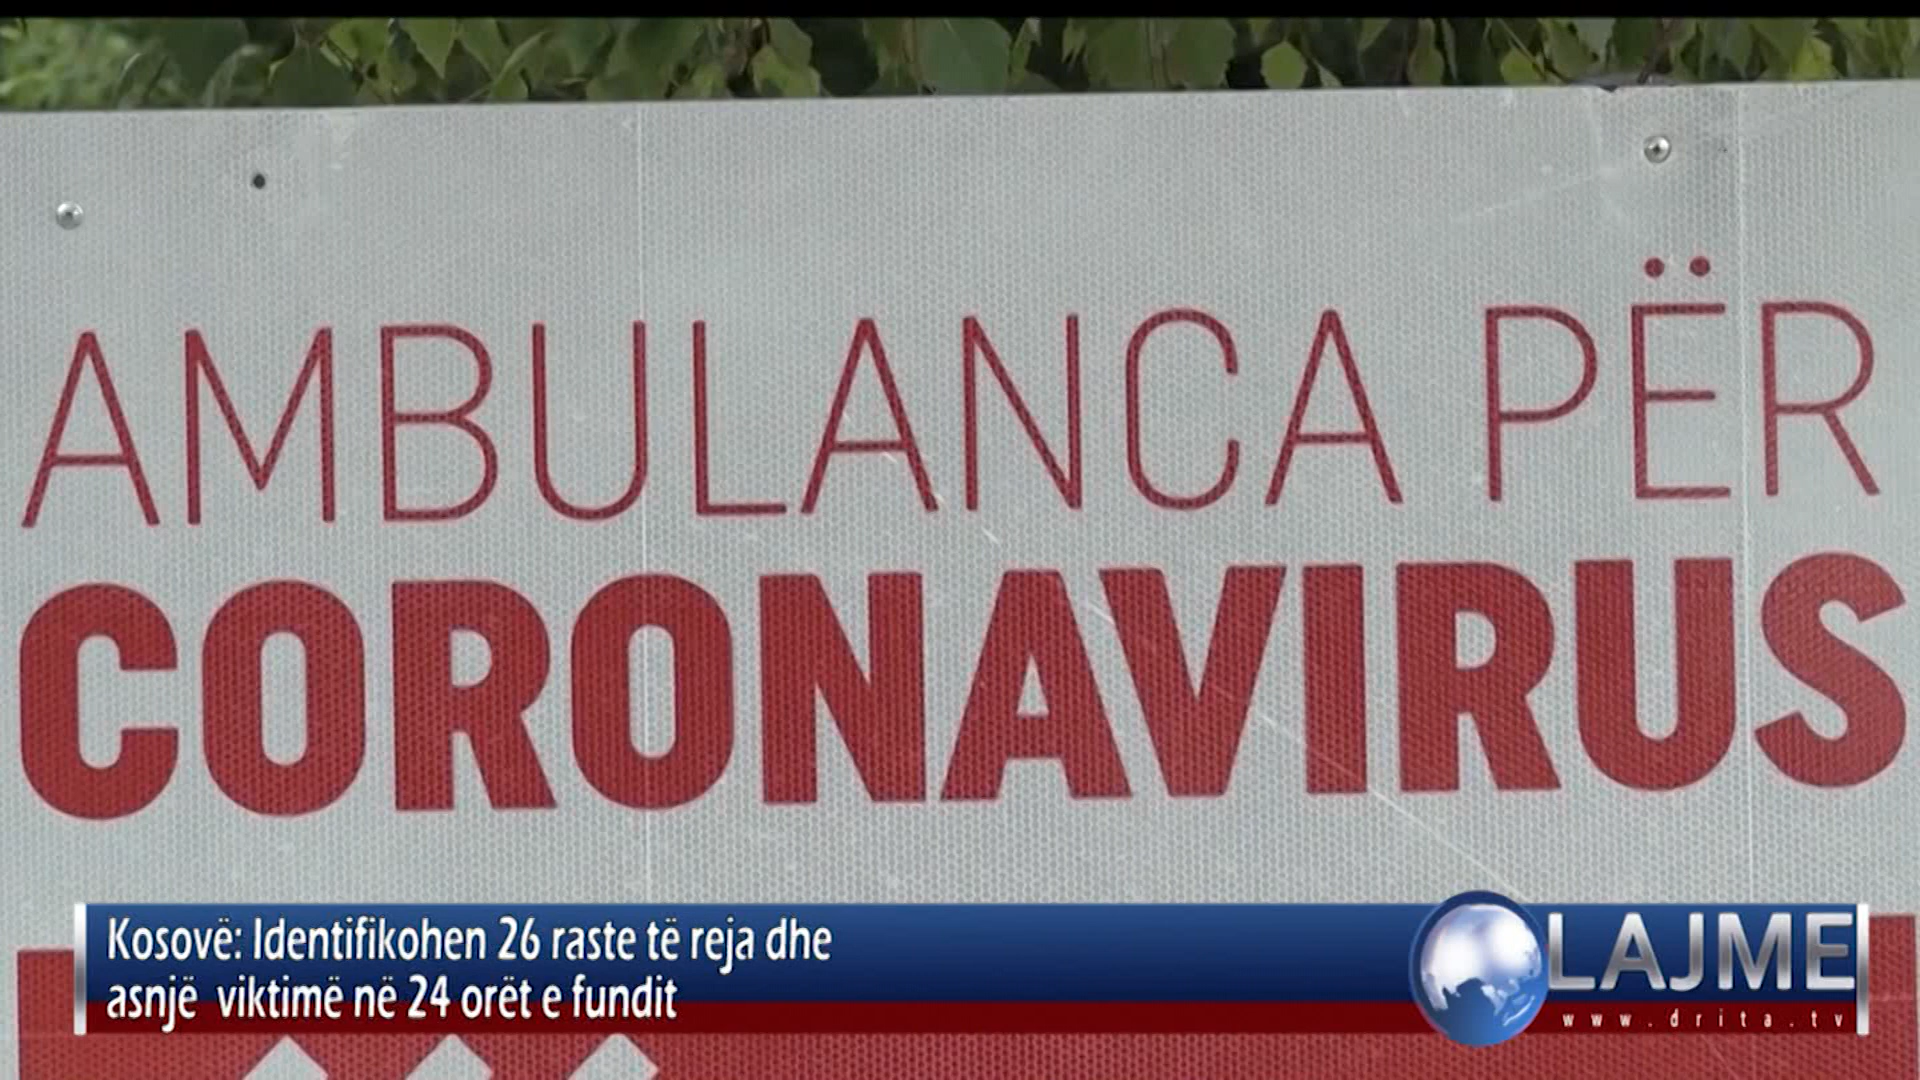 AMBULANCA PËR
CORONAVIRUS
Kosovë: Identifikohen 26 raste të reja dhe
asnjë viktimë në 24 orët e fundit
LAJME
www.drita.tv